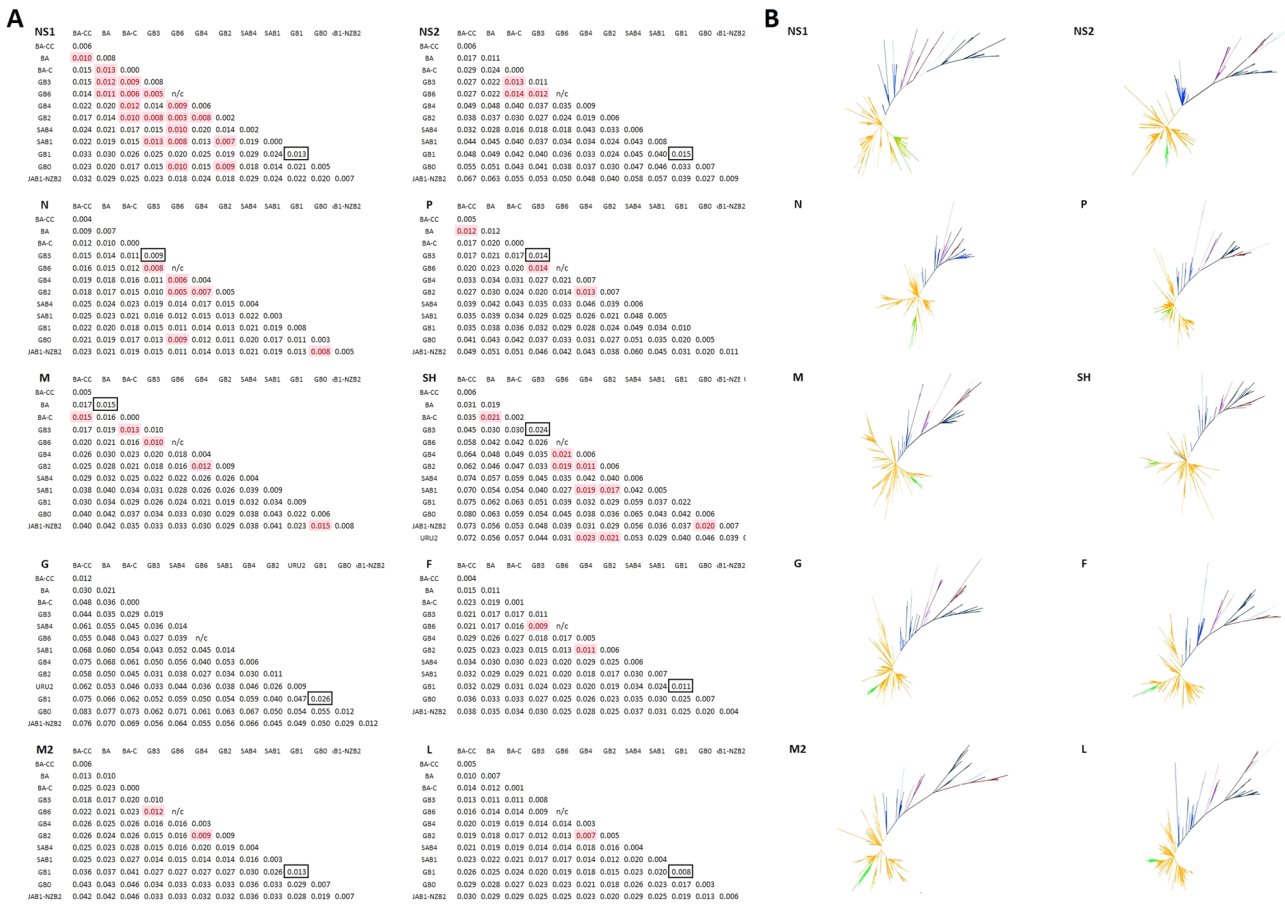 A
NS1 BA-CC BA BA-C GB3 GB6 GB4 GB2 SAB4 SAB1 GB1 GB0 AB1-NZB2
BA-CC 0.006
BA 0.010 0.008
BA-C 0.015 0.013 0.000
GB3 0.015 0.012 0.009 0.008
GB6 0.014 0.011 0.006 0.005 n/c
GB4 0.022 0.020 0.012 0.014 0.009 0.006
GB2 0.017 0.014 0.010 0.008 0.003 0.008 0.002
SAB4 0.024 0.021 0.017 0.015 0.010 0.020 0.014 0.002
SAB1 0.022 0.019 0.015 0.013 0.008 0.013 0.007 0.019 0.000
GB1 0.033 0.030 0.026 0.025 0.020 0.025 0.019 0.029 0.024 0.013
GB0 0.023 0.020 0.017 0.015 0.010 0.015 0.009 0.018 0.014 0.021 0.005
JAB1-NZB2 0.032 0.029 0.025 0.023 0.018 0.024 0.018 0.029 0.024 0.022 0.020 0.007
NS2 BA-CC BA BA-C GB3 GB6 GB4 GB2 SAB4 SAB1 GB1 GB0 AB1-NZB2
BA-CC 0.006
BA 0.017 0.011
BA-C 0.029 0.024 0.000
GB3 0.027 0.022 0.013 0.011
GB6 0.027 0.022 0.014 0.012 n/c
GB4 0.049 0.048 0.040 0.037 0.035 0.009
GB2 0.038 0.037 0.030 0.027 0.024 0.019 0.006
SAB4 0.032 0.028 0.016 0.018 0.018 0.043 0.033 0.006
SAB1 0.044 0.045 0.040 0.037 0.034 0.034 0.024 0.043 0.008
GB1 0.048 0.049 0.042 0.040 0.036 0.033 0.024 0.045 0.040 0.015
GB0 0.055 0.051 0.043 0.041 0.038 0.037 0.030 0.047 0.046 0.033 0.007
JAB1-NZB2 0.067 0.063 0.055 0.053 0.050 0.048 0.040 0.058 0.057 0.039 0.027 0.009
N BA-CC BA BA-C GB3 GB6 GB4 GB2 SAB4 SAB1 GB1 GB0 AB1-NZB2
BA-CC 0.004
BA 0.009 0.007
BA-C 0.012 0.010 0.000
GB3 0.015 0.014 0.011 0.009
GB6 0.016 0.015 0.012 0.008 n/c
GB4 0.019 0.018 0.016 0.011 0.006 0.004
GB2 0.018 0.017 0.015 0.010 0.005 0.007 0.005
SAB4 0.025 0.024 0.023 0.019 0.014 0.017 0.015 0.004
SAB1 0.025 0.023 0.021 0.016 0.012 0.015 0.013 0.022 0.003
GB1 0.022 0.020 0.018 0.015 0.011 0.014 0.013 0.021 0.019 0.008
GB0 0.021 0.019 0.017 0.013 0.009 0.012 0.011 0.020 0.017 0.011 0.003
JAB1-NZB2 0.023 0.021 0.019 0.015 0.011 0.014 0.013 0.021 0.019 0.013 0.008 0.005
P BA-CC BA BA-C GB3 GB6 GB4 GB2 SAB4 SAB1 GB1 GB0 AB1-NZB2
BA-CC 0.005
BA 0.012 0.012
BA-C 0.017 0.020 0.000
GB3 0.017 0.021 0.017 0.014
GB6 0.020 0.023 0.020 0.014 n/c
GB4 0.033 0.034 0.031 0.027 0.021 0.007
GB2 0.027 0.030 0.024 0.020 0.014 0.013 0.007
SAB4 0.039 0.042 0.043 0.035 0.033 0.046 0.039 0.006
SAB1 0.035 0.039 0.034 0.029 0.025 0.026 0.021 0.048 0.005
GB1 0.035 0.038 0.036 0.032 0.029 0.028 0.024 0.049 0.034 0.010
GB0 0.041 0.043 0.042 0.037 0.033 0.031 0.027 0.051 0.035 0.020 0.005
JAB1-NZB2 0.049 0.051 0.051 0.046 0.042 0.043 0.038 0.060 0.045 0.031 0.020 0.011
M BA-CC BA BA-C GB3 GB6 GB4 GB2 SAB4 SAB1 GB1 GB0 AB1-NZB2
BA-CC 0.005
BA 0.017 0.015
BA-C 0.015 0.016 0.000
GB3 0.017 0.019 0.013 0.010
GB6 0.020 0.021 0.016 0.010 n/c
GB4 0.026 0.030 0.023 0.020 0.018 0.004
GB2 0.025 0.028 0.021 0.018 0.016 0.012 0.009
SAB4 0.029 0.032 0.025 0.022 0.022 0.026 0.026 0.004
SAB1 0.038 0.040 0.034 0.031 0.028 0.026 0.026 0.039 0.009
GB1 0.030 0.034 0.029 0.026 0.024 0.021 0.019 0.032 0.034 0.009
GB0 0.040 0.042 0.037 0.034 0.033 0.030 0.029 0.038 0.043 0.022 0.006
JAB1-NZB2 0.040 0.042 0.035 0.033 0.033 0.030 0.029 0.038 0.041 0.023 0.015 0.008
SH BA-CC BA BA-C GB3 GB6 GB4 GB2 SAB4 SAB1 GB1 GB0
BA-CC 0.006
BA 0.031 0.019
BA-C 0.035 0.021 0.002
GB3 0.045 0.030 0.030 0.024
GB6 0.058 0.042 0.042 0.026 n/c
GB4 0.064 0.048 0.049 0.035 0.021 0.006
GB2 0.062 0.046 0.047 0.033 0.019 0.011 0.006
SAB4 0.074 0.057 0.059 0.045 0.035 0.042 0.040 0.006
SAB1 0.070 0.054 0.054 0.040 0.027 0.019 0.017 0.042 0.005
GB1 0.075 0.062 0.063 0.051 0.039 0.032 0.029 0.059 0.037 0.022
GB0 0.080 0.063 0.059 0.054 0.045 0.038 0.036 0.065 0.043 0.042 0.006
JAB1-NZB2 0.073 0.056 0.053 0.048 0.039 0.031 0.029 0.056 0.036 0.037 0.020 0.007
URU2 0.072 0.056 0.057 0.044 0.031 0.023 0.021 0.053 0.029 0.040 0.046 0.039
G BA-CC BA BA-C GB3 SAB4 GB6 SAB1 GB4 GB2 URU2 GB1 GB0 AB1-NZB2
BA-CC 0.012
BA 0.030 0.021
BA-C 0.048 0.036 0.000
GB3 0.044 0.035 0.029 0.019
SAB4 0.061 0.055 0.045 0.036 0.014
GB6 0.055 0.048 0.043 0.027 0.039 n/c
SAB1 0.068 0.060 0.054 0.043 0.052 0.045 0.014
GB4 0.075 0.068 0.061 0.050 0.056 0.040 0.053 0.006
GB2 0.058 0.050 0.045 0.031 0.038 0.027 0.034 0.030 0.011
URU2 0.062 0.053 0.046 0.033 0.044 0.036 0.038 0.046 0.026 0.009
GB1 0.075 0.066 0.062 0.052 0.059 0.050 0.054 0.059 0.040 0.047 0.026
GB0 0.083 0.077 0.073 0.062 0.071 0.061 0.063 0.067 0.050 0.054 0.055 0.012
JAB1-NZB2 0.076 0.070 0.069 0.056 0.064 0.055 0.056 0.066 0.045 0.049 0.050 0.029 0.012
F BA-CC BA BA-C GB3 GB6 GB4 GB2 SAB4 SAB1 GB1 GB0 AB1-NZB2
BA-CC 0.004
BA 0.015 0.011
BA-C 0.023 0.019 0.001
GB3 0.021 0.017 0.017 0.011
GB6 0.021 0.017 0.016 0.009 n/c
GB4 0.029 0.026 0.027 0.018 0.017 0.005
GB2 0.025 0.023 0.023 0.015 0.013 0.011 0.007
SAB4 0.034 0.030 0.030 0.023 0.020 0.029 0.025 0.006
SAB1 0.032 0.029 0.029 0.021 0.020 0.018 0.017 0.030 0.007
GB1 0.032 0.029 0.031 0.024 0.023 0.020 0.019 0.034 0.024 0.011
GB0 0.036 0.033 0.033 0.027 0.025 0.026 0.023 0.035 0.030 0.025 0.007
JAB1-NZB2 0.038 0.035 0.034 0.030 0.025 0.028 0.025 0.037 0.031 0.025 0.020 0.004
M2 BA-CC BA BA-C GB3 GB6 GB4 GB2 SAB4 SAB1 GB1 GB0 AB1-NZB2
BA-CC 0.006
BA 0.013 0.010
BA-C 0.025 0.023 0.000
GB3 0.018 0.017 0.020 0.010
GB6 0.022 0.021 0.023 0.012 n/c
GB4 0.026 0.026 0.026 0.016 0.016 0.003
GB2 0.026 0.024 0.026 0.015 0.016 0.009 0.009
SAB4 0.025 0.023 0.028 0.015 0.016 0.020 0.019 0.004
SAB1 0.025 0.023 0.027 0.014 0.015 0.014 0.014 0.016 0.003
GB1 0.036 0.037 0.041 0.027 0.027 0.027 0.027 0.030 0.026 0.013
GB0 0.043 0.043 0.046 0.034 0.033 0.033 0.033 0.036 0.034 0.029 0.007
JAB1-NZB2 0.042 0.042 0.046 0.033 0.033 0.032 0.032 0.036 0.033 0.028 0.019 0.007
L BA-CC BA BA-C GB3 GB6 GB4 GB2 SAB4 SAB1 GB1 GB0 AB1-NZB2
BA-CC 0.005
BA 0.010 0.007
BA-C 0.014 0.012 0.001
GB3 0.013 0.011 0.011 0.008
GB6 0.016 0.014 0.014 0.009 n/c
GB4 0.020 0.019 0.019 0.014 0.014 0.003
GB2 0.019 0.018 0.017 0.012 0.013 0.007 0.005
SAB4 0.021 0.019 0.019 0.014 0.014 0.018 0.016 0.004
SAB1 0.023 0.022 0.021 0.017 0.017 0.014 0.012 0.020 0.004
GB1 0.026 0.025 0.024 0.020 0.019 0.018 0.015 0.023 0.020 0.008
GB0 0.029 0.028 0.027 0.023 0.023 0.021 0.018 0.026 0.023 0.017 0.003
JAB1-NZB2 0.030 0.029 0.029 0.025 0.024 0.023 0.020 0.029 0.025 0.019 0.013 0.006
B
NS1
NS2
N
P
M
SH
G
F
M2
L